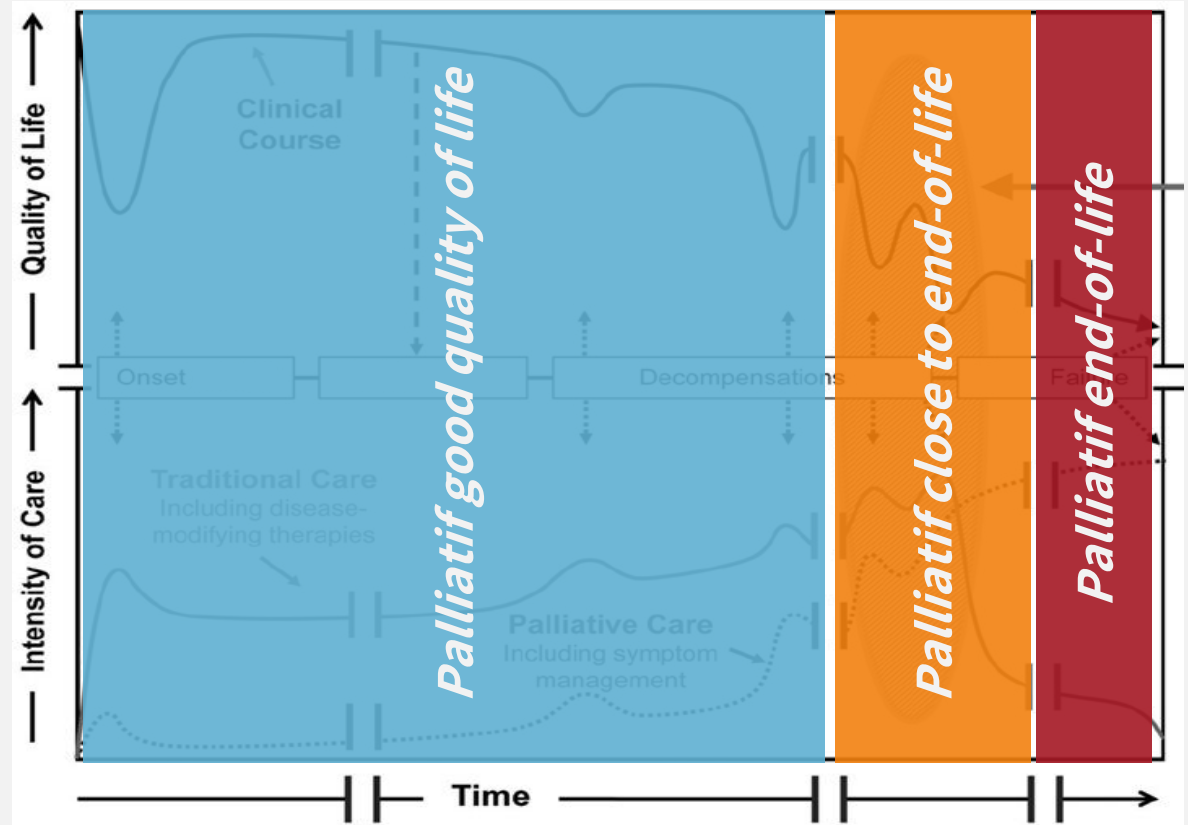 Quality of Life
Clinical
Course
Palliatif good quality of life
Palliatif close to end-of-life
Palliatif end-of-life
Onset
Decompensations
Failure
Intensity of Care
Traditional Care
Including disease-
modifying therapies
Palliative Care
Including symptom
management
Time